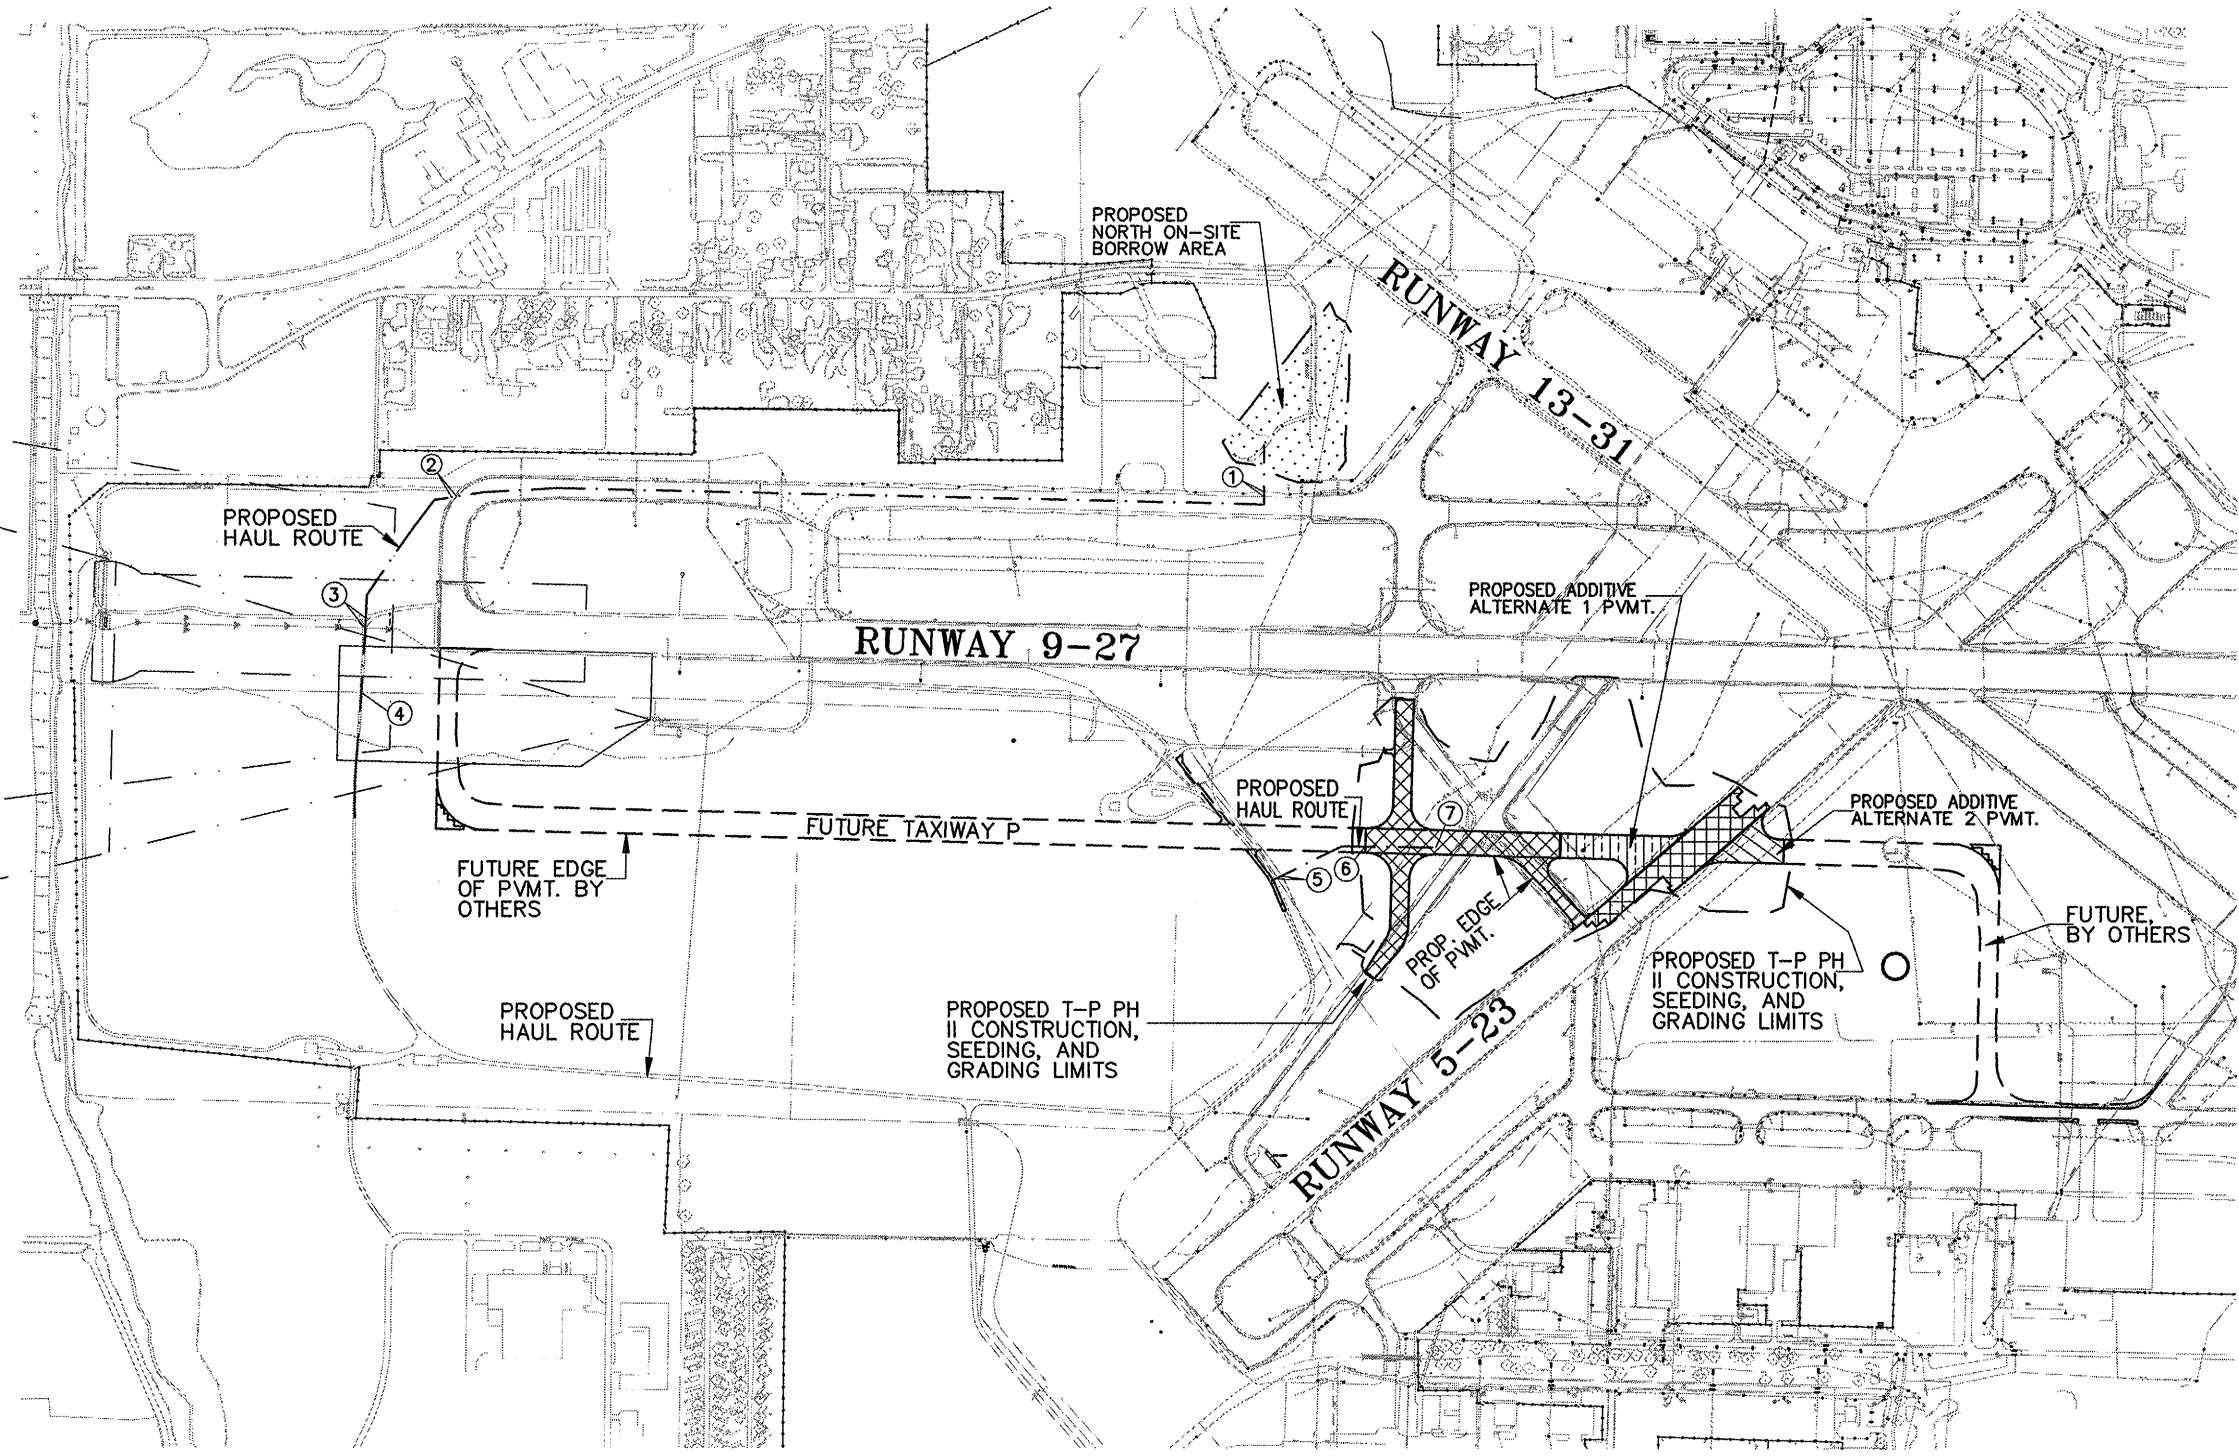 PROPOSED
NORTH ON-SITE
BORROW AREA
RUNWAY 13-31
2
1
PROPOSED
HAUL ROUTE
3
PROPOSED ADDITIVE
ALTERNATE 1 PVMT.
RUNWAY 9-27
4
PROPOSED
HAUL ROUTE
7
PROPOSED ADDITIVE
ALTERNATE 2 PVMT.
FUTURE TAXIWAY P
FUTURE EDGE
OF PVMT. BY
OTHERS
5
6
PROP. EDGE
OF PVMT.
FUTURE,
BY OTHERS
PROPOSED T-P PH
II CONSTRUCTION,
SEEDING, AND
GRADING LIMITS
PROPOSED
HAUL ROUTE
PROPOSED T-P PH
II CONSTRUCTION,
SEEDING, AND
GRADING LIMITS
RUNWAY 5-23